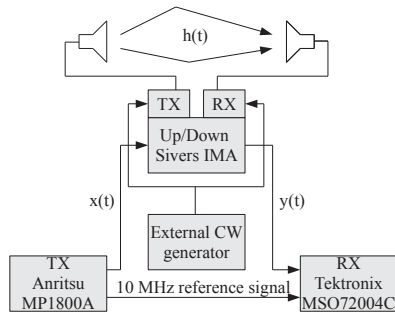 h(t)
TX
RX
Up/Down
Sivers IMA
x(t)
y(t)
External CW
generator
TX
Anritsu
MP1800A
10 MHz reference signal
RX
Tektronix
MSO72004C